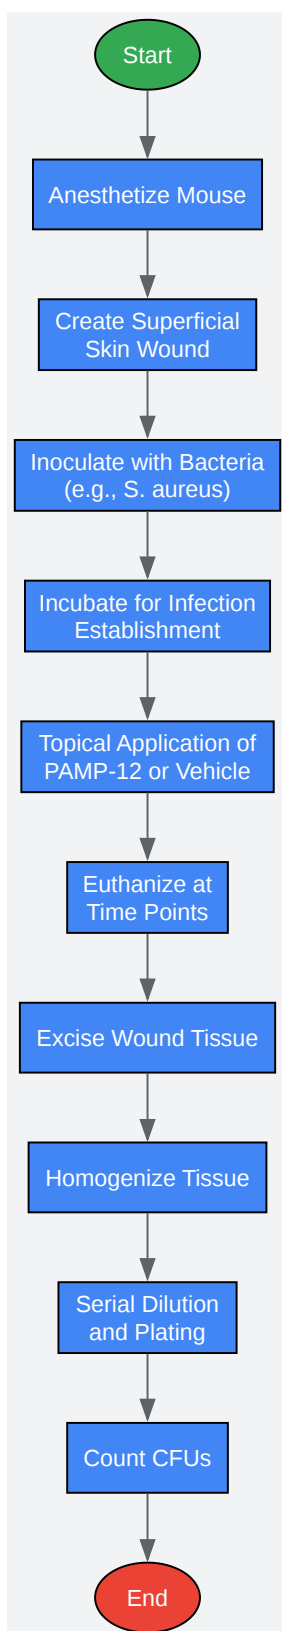 Start
Anesthetize Mouse
Create Superficial
Skin Wound
Inoculate with Bacteria
(e.g., S. aureus)
Incubate for Infection
Establishment
Topical Application of
PAMP-12 or Vehicle
Euthanize at
Time Points
Excise Wound Tissue
Homogenize Tissue
Serial Dilution
and Plating
Count CFUs
End